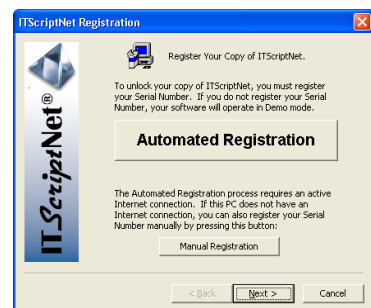 ITScriptNet Registration
Register Your Copy of ITScriptNet.
To unlock your copy of ITScriptNet, you must register
your Serial Number. If you do not register your Serial
Number, your software will operate in Demo mode.
Automated Registration
The Automated Registration process requires an active
Internet connection. If this PC does not have an
Internet connection, you can also register your Serial
Number manually by pressing this button:
Manual Registration
ITScriptNet®
< Back
Next >
Cancel